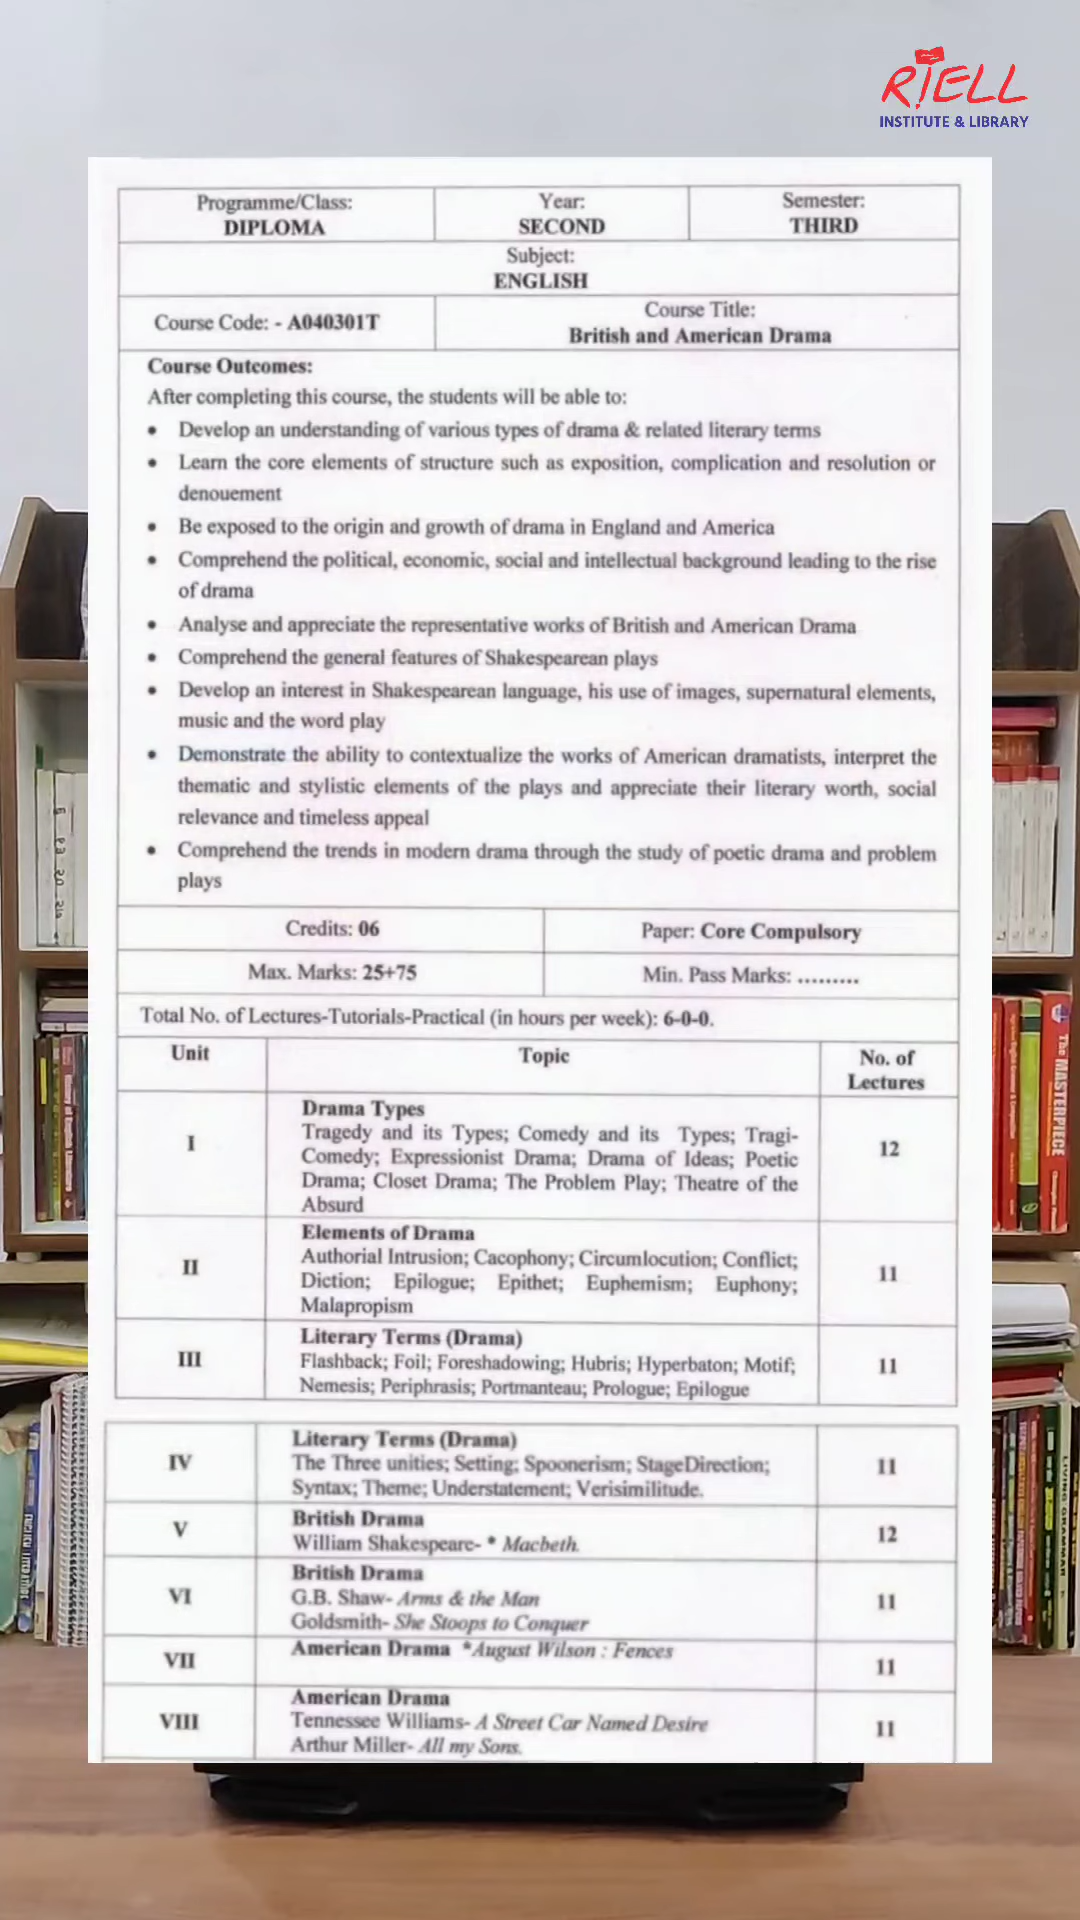 RIELL
INSTITUTE & LIBRARY
Programme/Class:
DIPLOMA
Year:
SECOND
Semester:
THIRD
Subject:
ENGLISH
Course Code: - A040301T
Course Title:
British and American Drama
Course Outcomes:
After completing this course, the students will be able to:
• Develop an understanding of various types of drama & related literary terms
• Learn the core elements of structure such as exposition, complication and resolution or
denouement
• Be exposed to the origin and growth of drama in England and America
• Comprehend the political, economic, social and intellectual background leading to the rise
of drama
• Analyse and appreciate the representative works of British and American Drama
• Comprehend the general features of Shakespearean plays
• Develop an interest in Shakespearean language, his use of images, supernatural elements,
music and the word play
• Demonstrate the ability to contextualize the works of American dramatists, interpret the
thematic and stylistic elements of the plays and appreciate their literary worth, social
relevance and timeless appeal
• Comprehend the trends in modern drama through the study of poetic drama and problem
plays
Credits: 06
Paper: Core Compulsory
Max. Marks: 25+75
Min. Pass Marks: .........
Total No. of Lectures-Tutorials-Practical (in hours per week): 6-0-0.
Unit
Topic
No. of
Lectures
I
Drama Types
Tragedy and its Types; Comedy and its Types; Tragi-
Comedy; Expressionist Drama; Drama of Ideas; Poetic
Drama; Closet Drama; The Problem Play; Theatre of the
Absurd
12
II
Elements of Drama
Authorial Intrusion; Cacophony; Circumlocution; Conflict;
Diction; Epilogue; Epithet; Euphemism; Euphony;
Malapropism
11
III
Literary Terms (Drama)
Flashback; Foil; Foreshadowing; Hubris; Hyperbaton; Motif;
Nemesis; Periphrasis; Portmanteau; Prologue; Epilogue
11
IV
Literary Terms (Drama)
The Three unities; Setting; Spoonerism; StageDirection;
Syntax; Theme; Understatement; Verisimilitude.
11
V
British Drama
William Shakespeare- * Macbeth.
12
VI
British Drama
G.B. Shaw- Arms & the Man
Goldsmith- She Stoops to Conquer
11
VII
American Drama *August Wilson : Fences
11
VIII
American Drama
Tennessee Williams- A Street Car Named Desire
Arthur Miller- All my Sons.
11
The MASTERPIECE
History of English Literature
ENGLISH LITERATURE
LIVING GRAMMAR